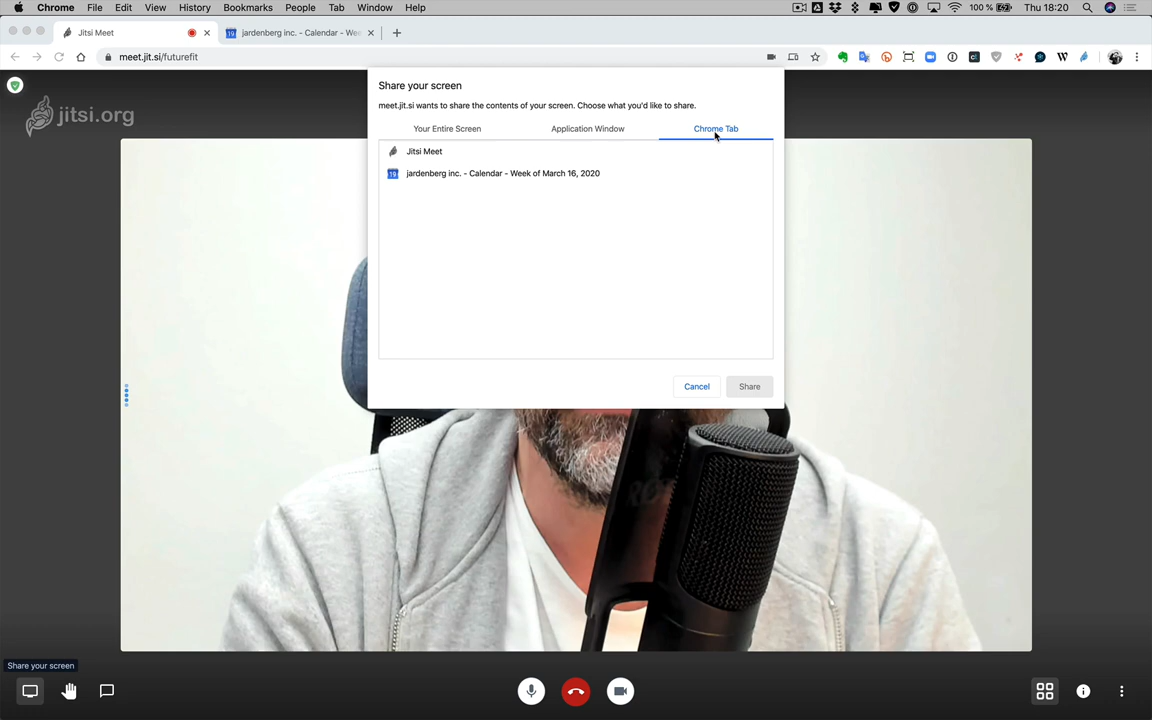 Chrome File Edit View History Bookmarks People Tab Window Help 100 % Thu 18:20
Jitsi Meet
19 jardenberg inc. - Calendar - Wee
meet.jit.si/futurefit
jitsi.org
Share your screen
meet.jit.si wants to share the contents of your screen. Choose what you'd like to share.
Your Entire Screen Application Window Chrome Tab
Jitsi Meet
19 jardenberg inc. - Calendar - Week of March 16, 2020
Cancel Share
Share your screen